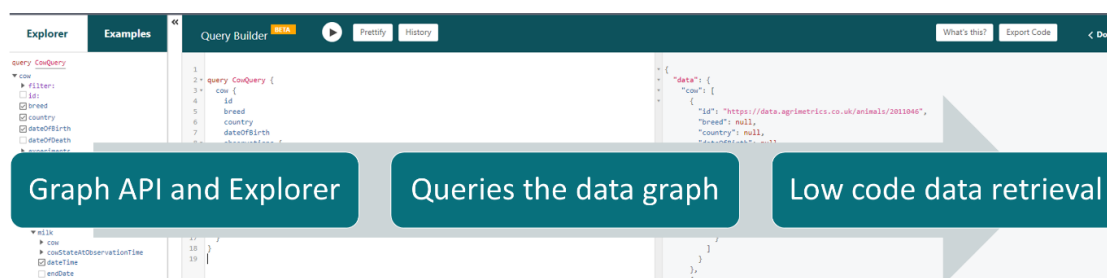 Explorer
Examples
«
Query Builder BETA
Prettify
History
What's this?
Export Code
< Do
query CowQuery
cow
filter:
id:
breed
country
dateOfBirth
dateOfDeath
1
2 query CowQuery {
3 cow {
4 id
5 breed
6 country
7 dateOfBirth
{
"data": {
"cow": [
{
"id": "https://data.agrimetrics.co.uk/animals/2011046",
"breed": null,
"country": null,
Graph API and Explorer
Queries the data graph
Low code data retrieval
milk
cow
cowStateAtObservationTime
dateTime
endDate
17 }
18 }
19
]
}
},